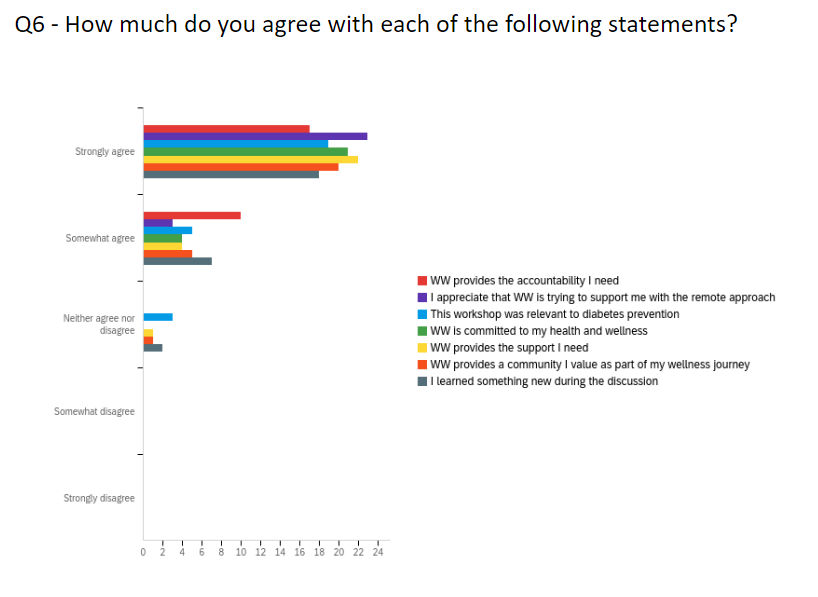 Q6 - How much do you agree with each of the following statements?
Strongly agree
Somewhat agree
Neither agree nor
disagree
Somewhat disagree
Strongly disagree
WW provides the accountability I need
I appreciate that WW is trying to support me with the remote approach
This workshop was relevant to diabetes prevention
WW is committed to my health and wellness
WW provides the support I need
WW provides a community I value as part of my wellness journey
I learned something new during the discussion
0 2 4 6 8 10 12 14 16 18 20 22 24